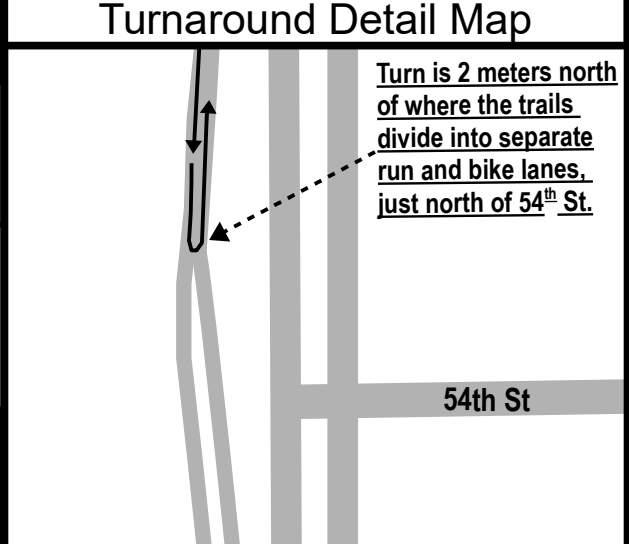 Turnaround Detail Map
Turn is 2 meters north
of where the trails
divide into separate
run and bike lanes,
just north of 54th St.
54th St